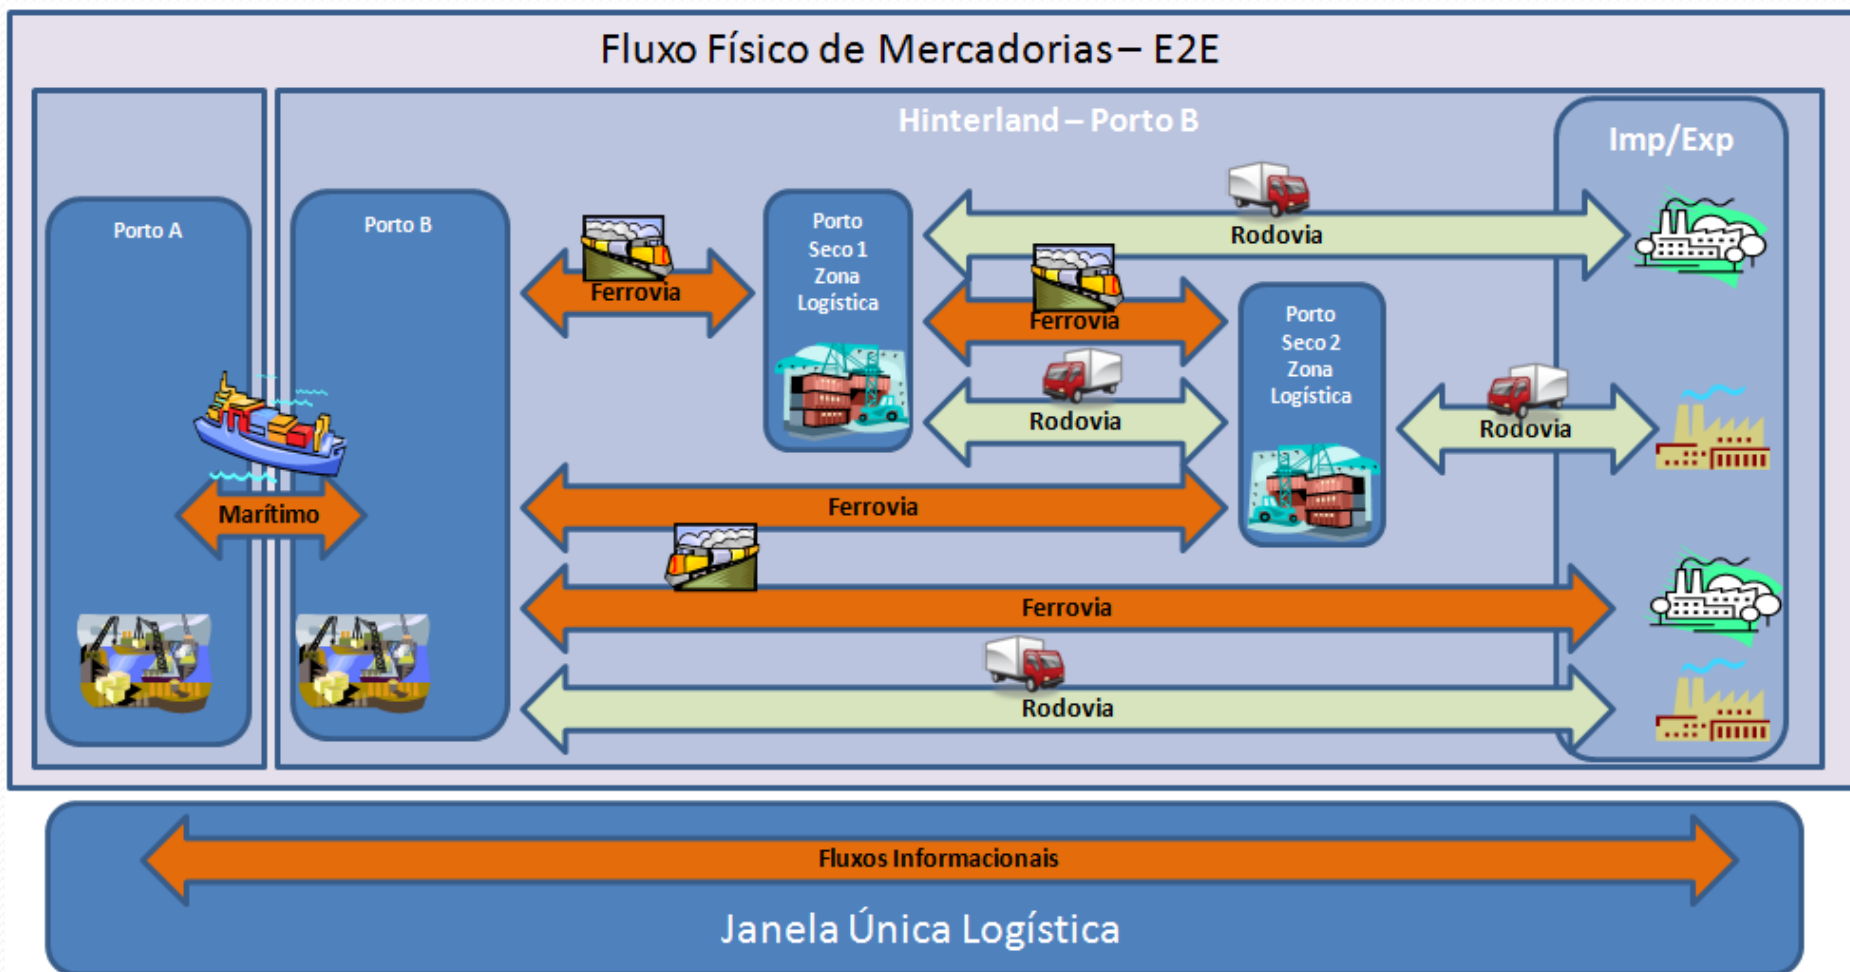 Fluxo Físico de Mercadorias – E2E
Hinterland – Porto B
Imp/Exp
Porto A
Porto B
Porto
Seco 1
Zona
Logística
Rodovia
Ferrovia
Ferrovia
Porto
Seco 2
Zona
Logística
Rodovia
Rodovia
Marítimo
Ferrovia
Ferrovia
Rodovia
Fluxos Informacionais
Janela Única Logística